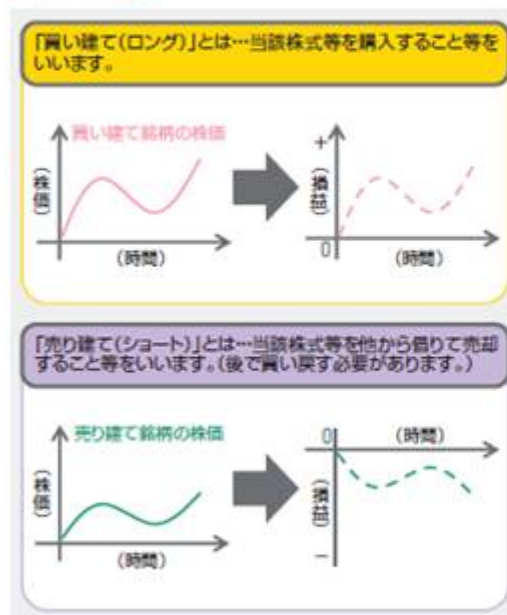 「買い建て(ロング)」とは…当該株式等を購入すること等を
いいます。
買い建て銘柄の株価
(株価)
(時間)
+
(損益)
0
(時間)
「売り建て(ショート)」とは…当該株式等を他から借りて売却
すること等をいいます。(後で買い戻す必要があります。)
売り建て銘柄の株価
(株価)
(時間)
0
(時間)
(損益)
−